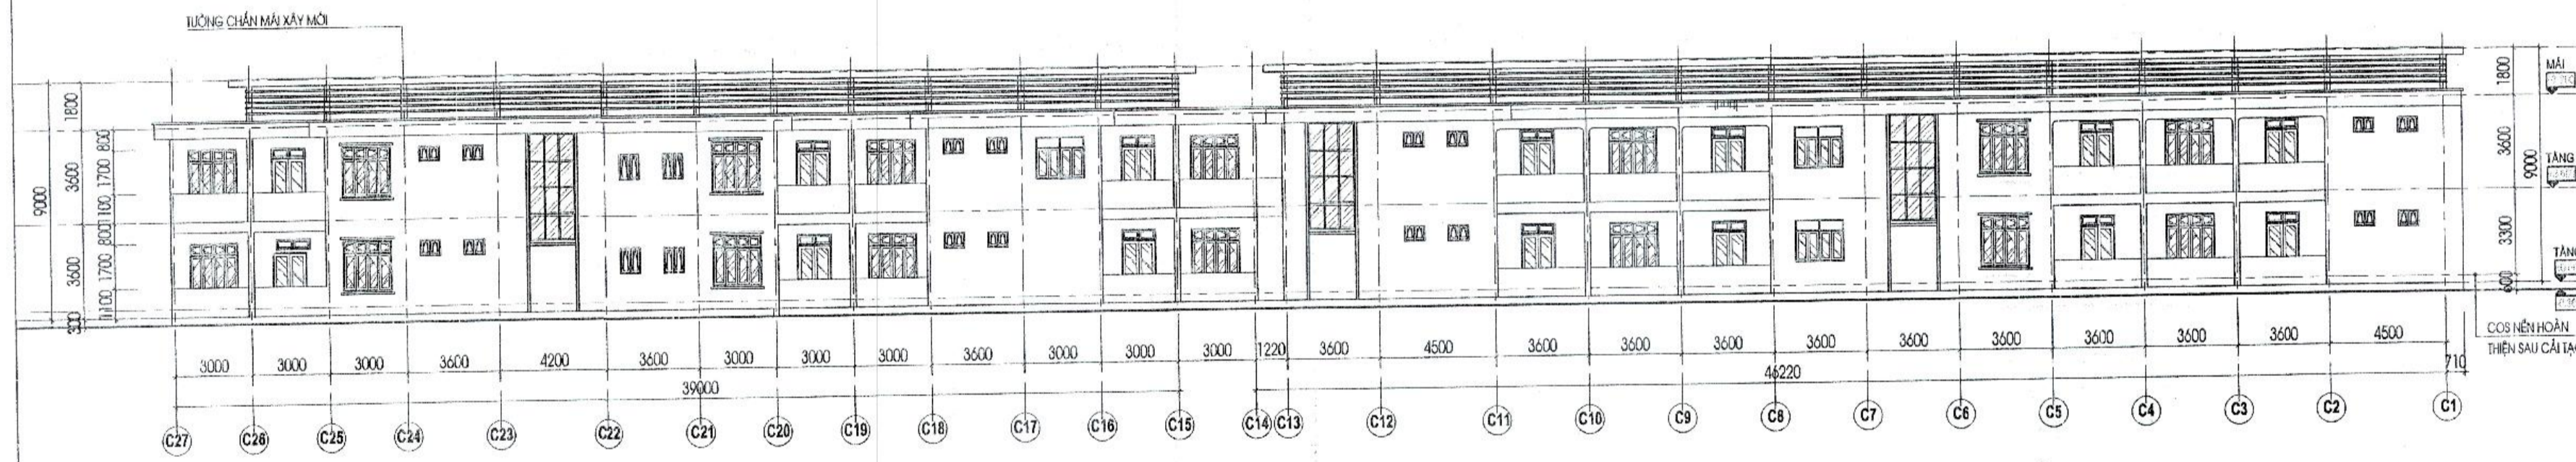 TƯỜNG CHẮN MÁI XÂY MỚI
1800
3600
9000
3600
300
800
1700
1100
800
1700
1100
1800
3600
9000
3300
600
MÁI
TẦNG
TẦNG
COS NỀN HOÀN
THIỆN SAU CẢI TẠO
3000 3000 3000 3600 4200 3600 3000 3000 3000 3600 3000 3000 3000 1220 3600 4500 3600 3600 3600 3600 3600 3600 3600 3600 3600 4500 710
39000 46220
C27 C26 C25 C24 C23 C22 C21 C20 C19 C18 C17 C16 C15 C14 C13 C12 C11 C10 C9 C8 C7 C6 C5 C4 C3 C2 C1